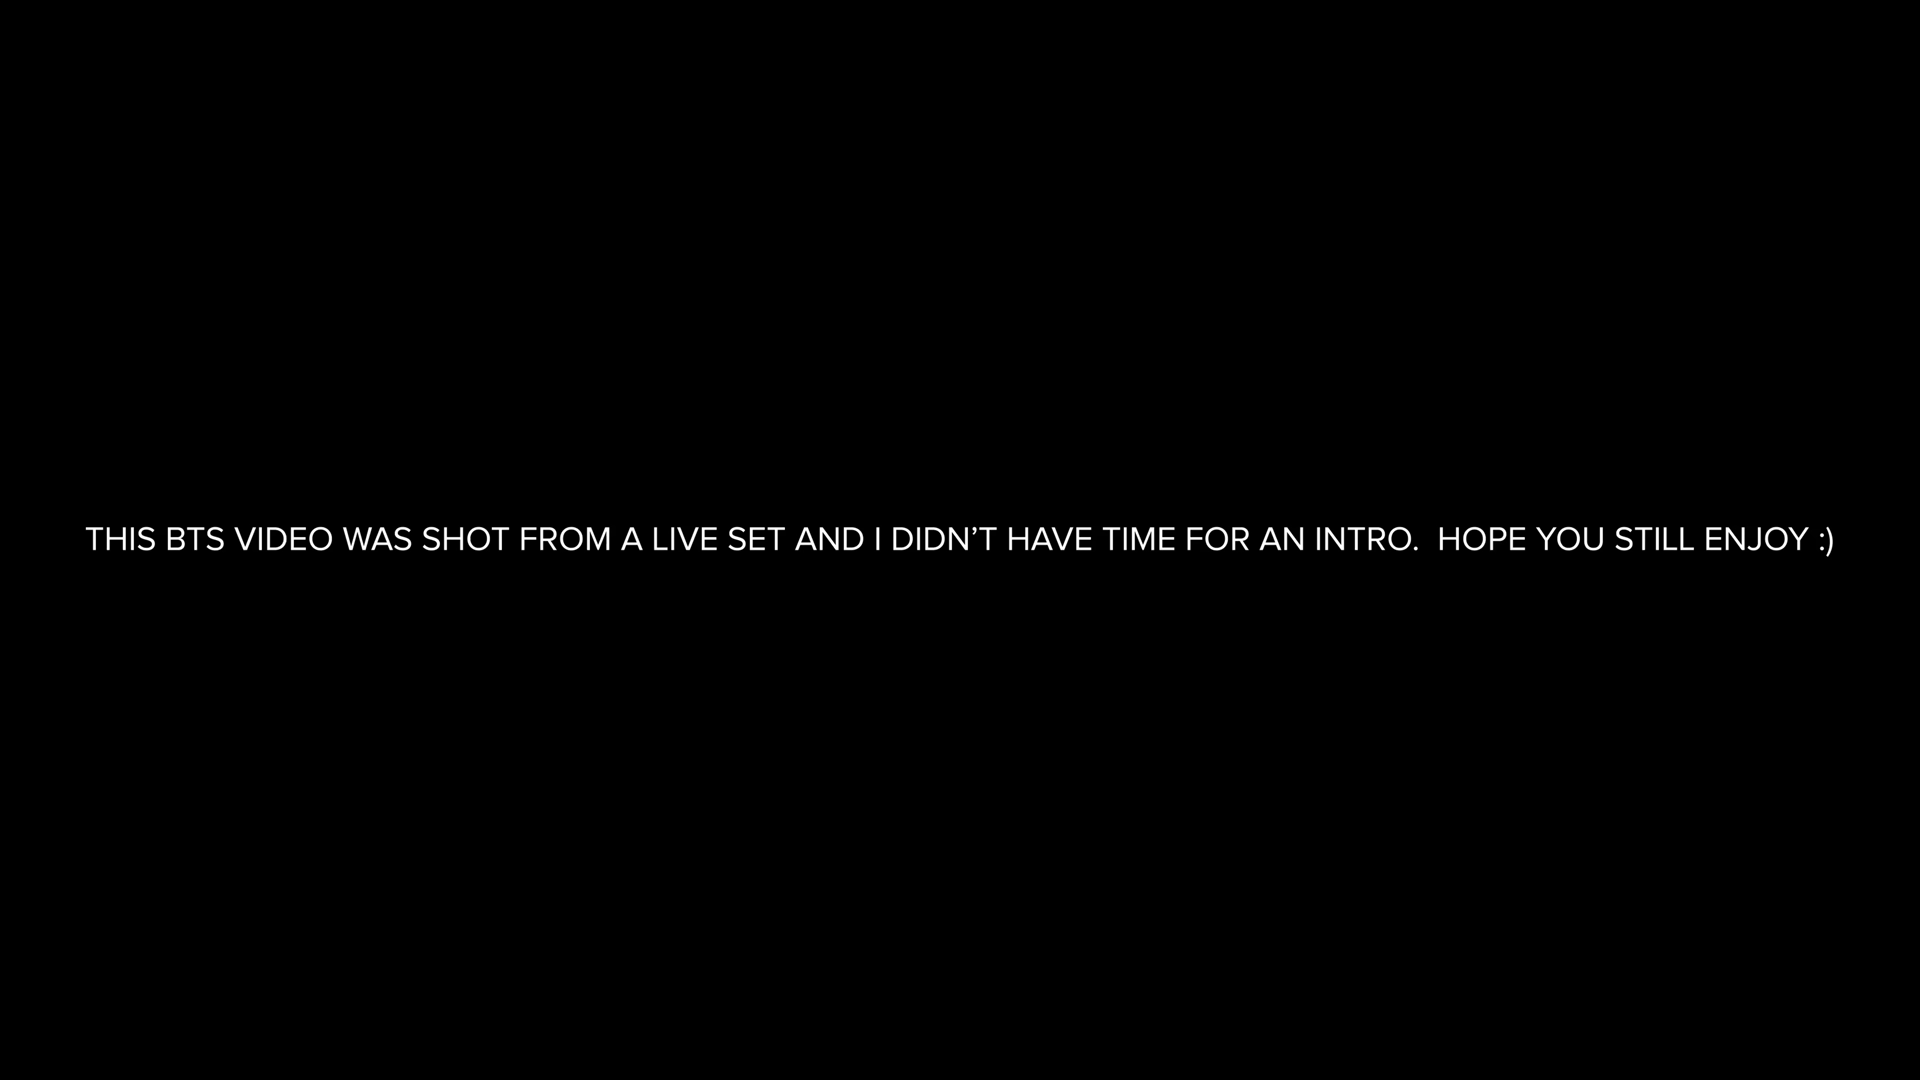 THIS BTS VIDEO WAS SHOT FROM A LIVE SET AND I DIDN’T HAVE TIME FOR AN INTRO.  HOPE YOU STILL ENJOY :)